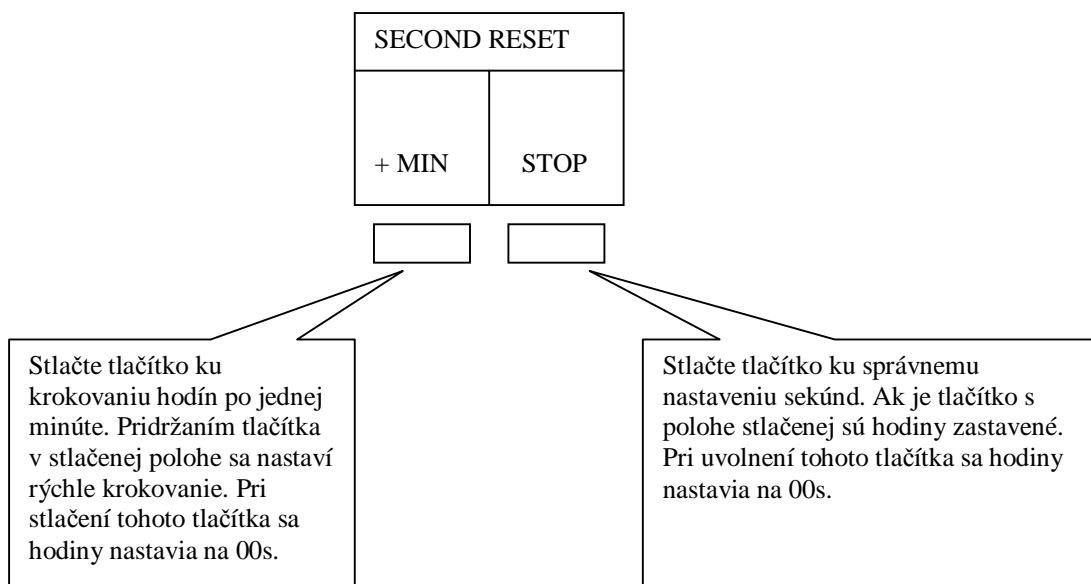 SECOND RESET
+ MIN
STOP
Stlačte tlačítko ku
krokovaniu hodín po jednej
minúte. Pridržaním tlačítka
v stlačenej polohe sa nastaví
rýchle krokovanie. Pri
stlačení tohoto tlačítka sa
hodiny nastavia na 00s.
Stlačte tlačítko ku správnemu
nastaveniu sekúnd. Ak je tlačítko s
polohe stlačenej sú hodiny zastavené.
Pri uvolnení tohoto tlačítka sa hodiny
nastavia na 00s.